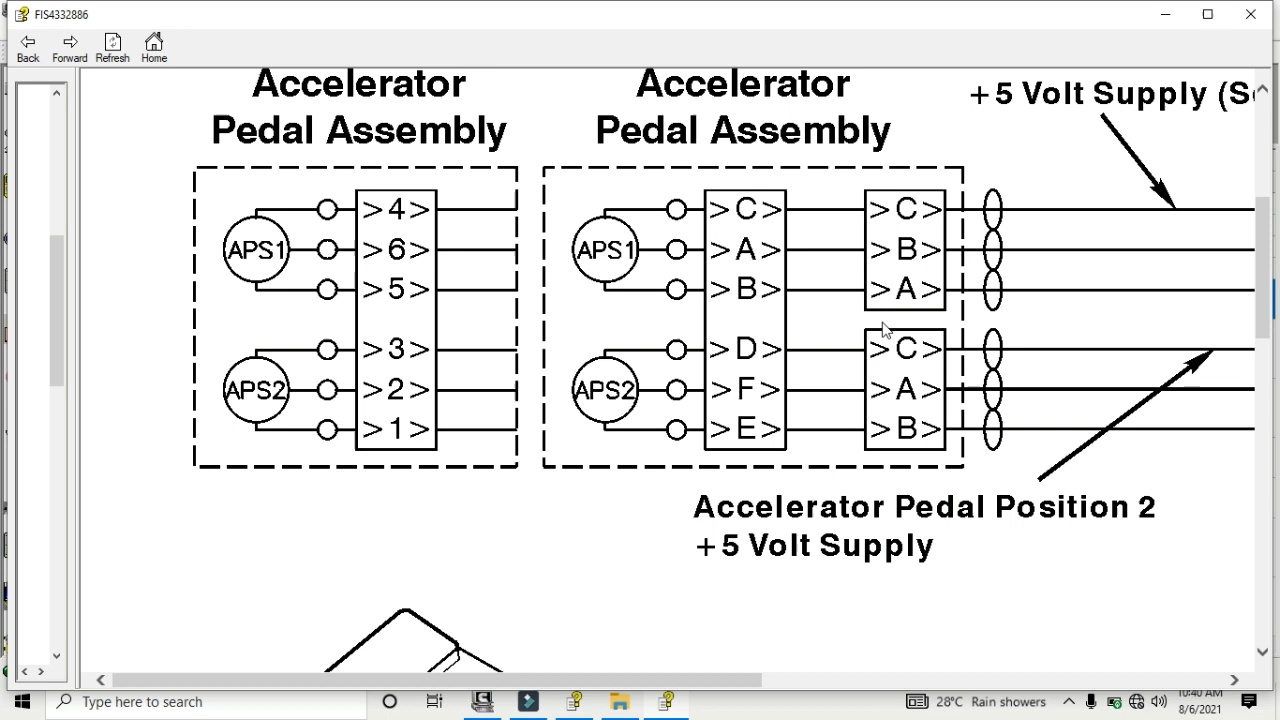 FIS4332886
Back Forward Refresh Home
Accelerator
Pedal Assembly
APS1
>4>
>6>
>5>
APS2
>3>
>2>
>1>
Accelerator
Pedal Assembly
APS1
>C>
>A>
>B>
APS2
>D>
>F>
>E>
>C>
>B>
>A>
>C>
>A>
>B>
+5 Volt Supply (Se
Accelerator Pedal Position 2
+5 Volt Supply
Type here to search
28°C Rain showers
10:40 AM
8/6/2021